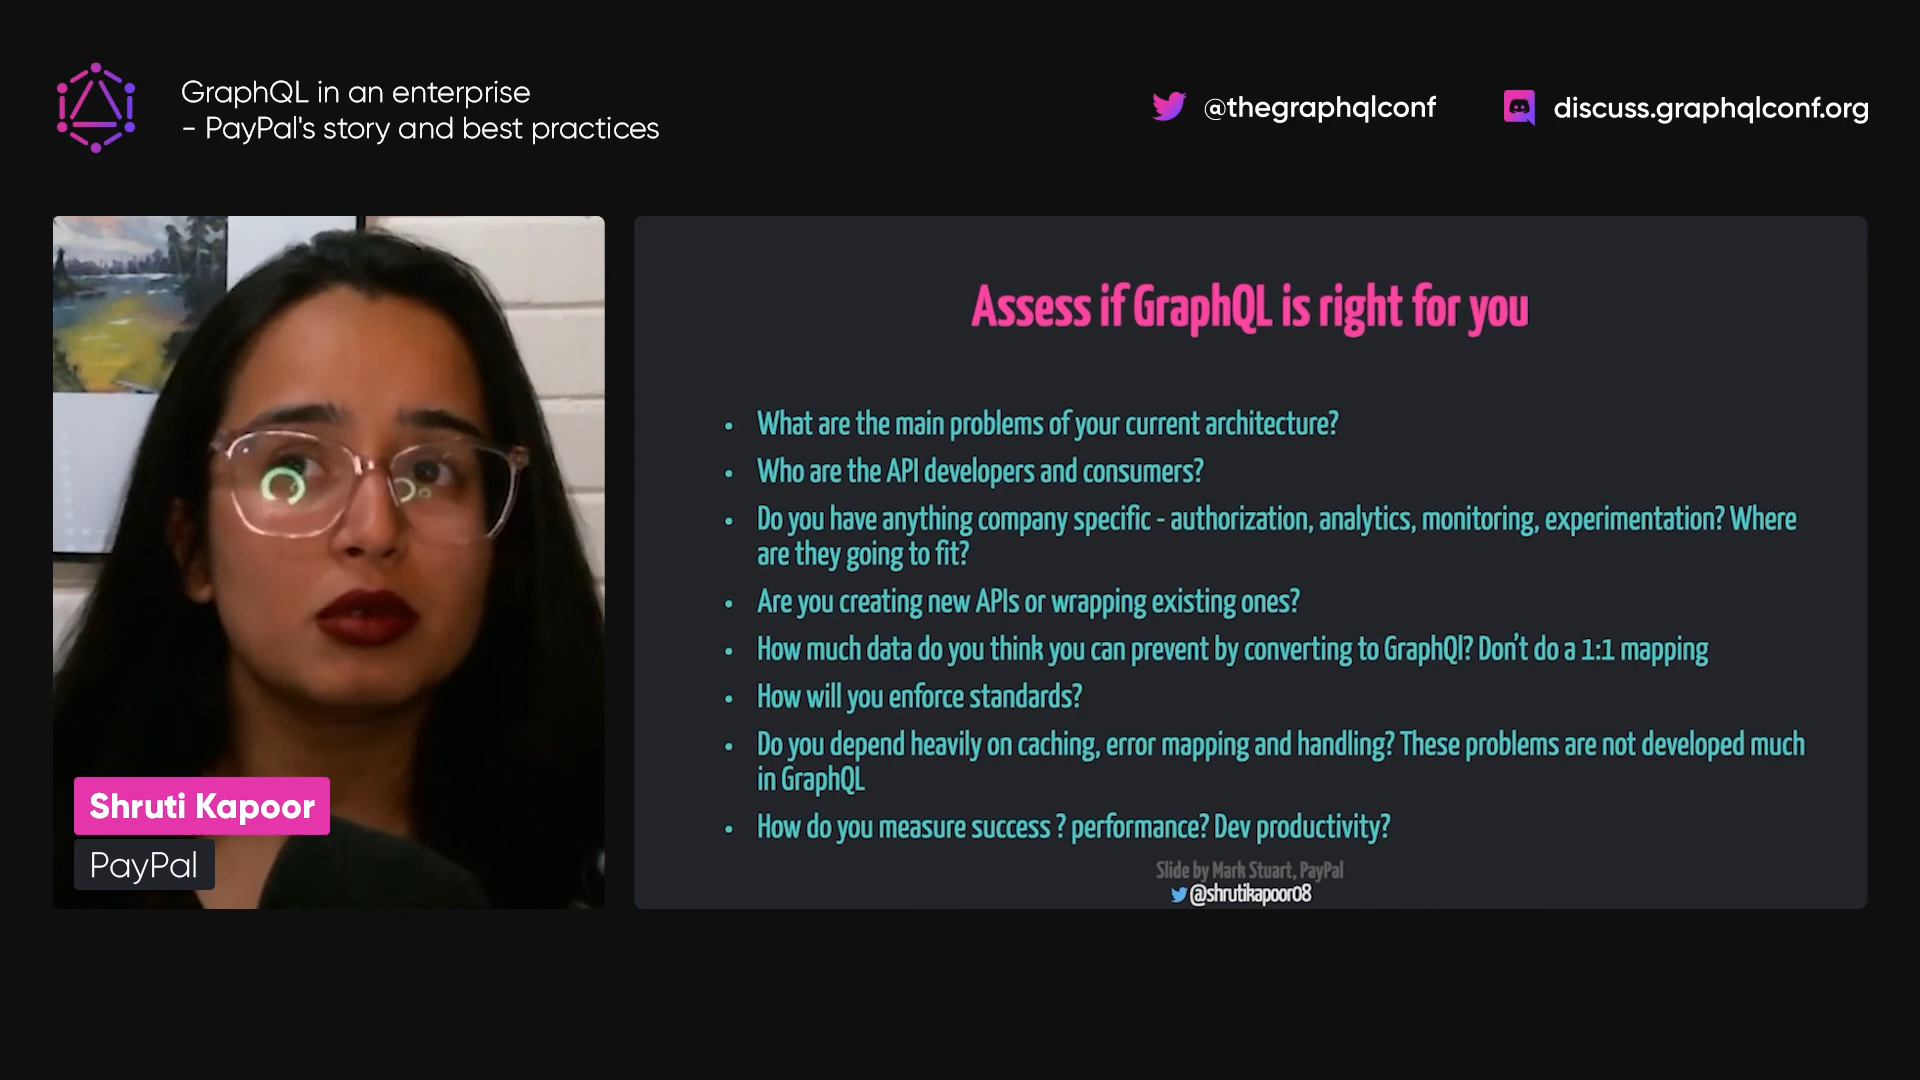 GraphQL in an enterprise
- PayPal's story and best practices
@thegraphqlconf
discuss.graphqlconf.org
Shruti Kapoor
PayPal
Assess if GraphQL is right for you
• What are the main problems of your current architecture?
• Who are the API developers and consumers?
• Do you have anything company specific - authorization, analytics, monitoring, experimentation? Where
are they going to fit?
• Are you creating new APIs or wrapping existing ones?
• How much data do you think you can prevent by converting to GraphQl? Don't do a 1:1 mapping
• How will you enforce standards?
• Do you depend heavily on caching, error mapping and handling? These problems are not developed much
in GraphQL
• How do you measure success ? performance? Dev productivity?
Slide by Mark Stuart, PayPal
@shrutikapoor08